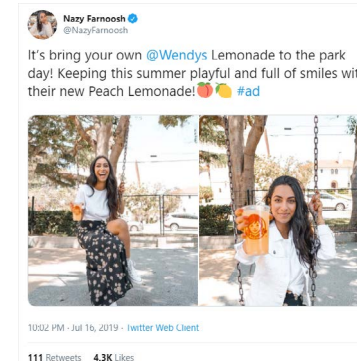 Nazy Farnoosh
@NazyFarnoosh
It's bring your own @Wendys Lemonade to the park
day! Keeping this summer playful and full of smiles wit
their new Peach Lemonade!🍑🍋 #ad
10:02 PM - Jul 16, 2019 - Twitter Web Client
111 Retweets 4.3K Likes